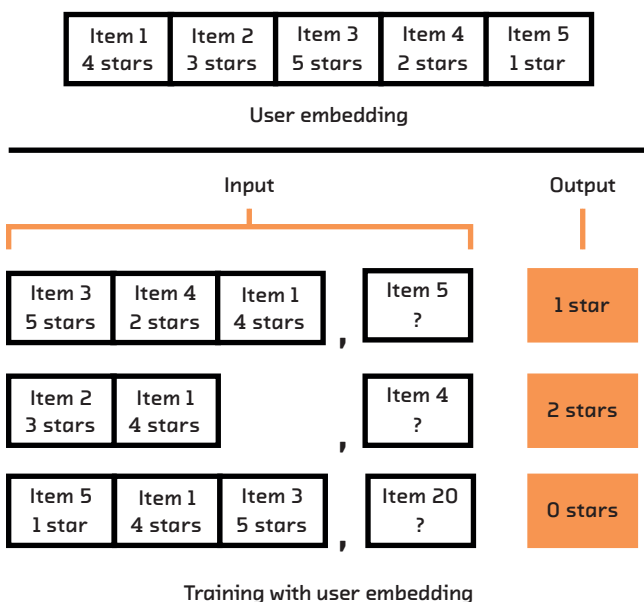 Item 1 Item 2 Item 3 Item 4 Item 5
4 stars 3 stars 5 stars 2 stars 1 star
User embedding
Input Output
Item 3 Item 4 Item 1 Item 5
5 stars 2 stars 4 stars , ? 1 star
Item 2 Item 1 Item 4
3 stars 4 stars , ? 2 stars
Item 5 Item 1 Item 3 Item 20
1 star 4 stars 5 stars , ? 0 stars
Training with user embedding